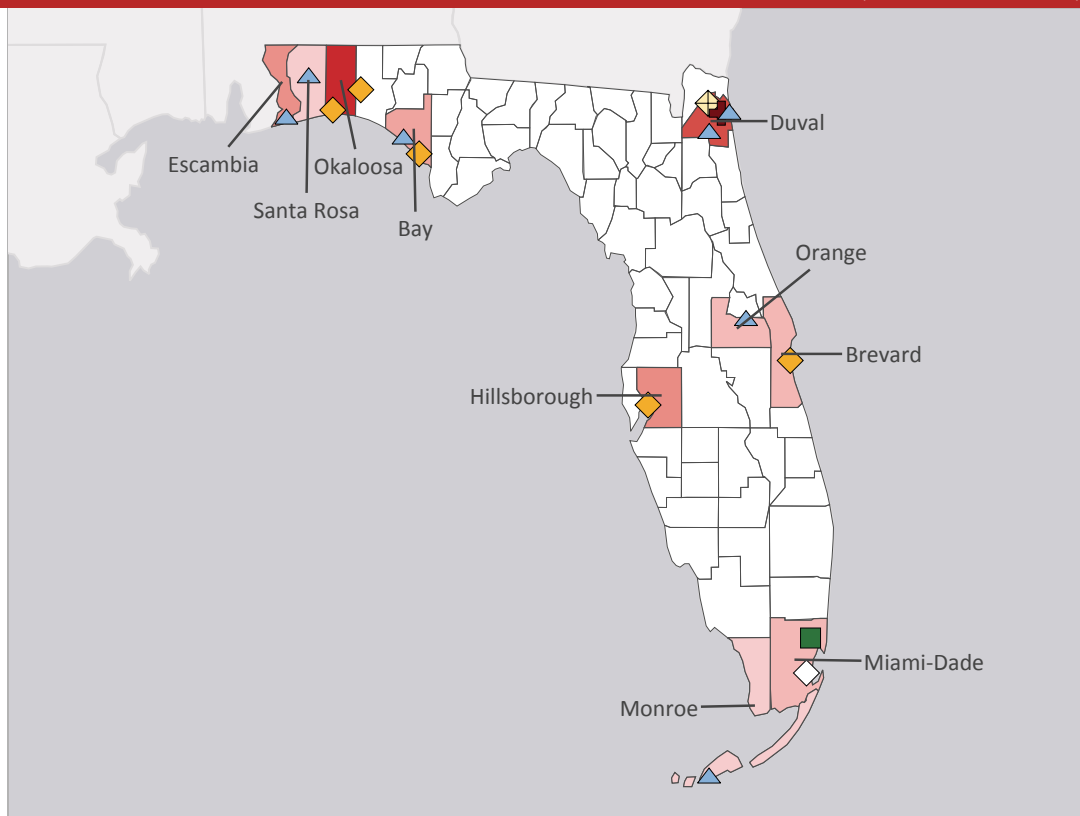 Duval
Escambia
Okaloosa
Santa Rosa
Bay
Orange
Brevard
Hillsborough
Miami-Dade
Monroe